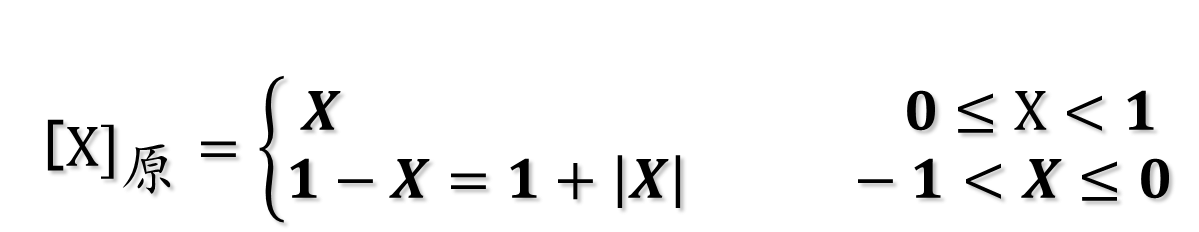 [X]原 = { X 0 ≤ X < 1
1 − X = 1 + |X| − 1 < X ≤ 0